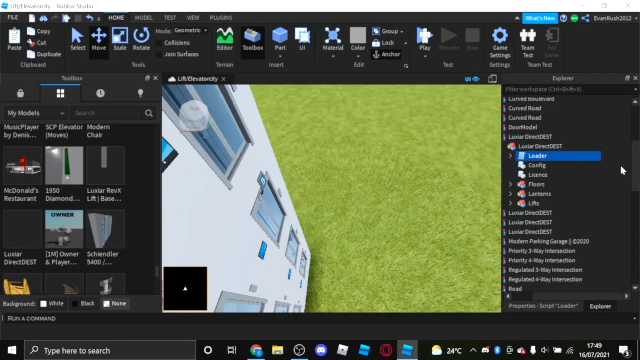 Lift/Elevatorcity - Roblox Studio
FILE
HOME MODEL TEST VIEW PLUGINS
What's New
EvanRush2012
Paste
Copy
Cut
Duplicate
Clipboard
Select Move Scale Rotate
Mode: Geometric
Collisions
Join Surfaces
Tools
Editor
Terrain
Toolbox
Part
UI
Insert
Material Color
Group
Lock
Anchor
Edit
Play
Resume
Stop
Test
Game
Settings
Settings
Team
Test
Team Test
Toolbox
Lift/Elevatorcity
Explorer
Filter workspace (Ctrl+Shift+X)
My Models
Search
MusicPlayer
by Denis...
SCP Elevator
(Moves)
Modern
Chair
McDonald's
Restaurant
1950
Diamond...
Luxiar RevX
Lift | Base...
OWNER
Luxiar
DirectDEST
[1M] Owner
& Player...
Schiendler
5400 /...
Background: White Black None
Curved Boulevard
Curved Road
Curved Road
DoorModel
Luxiar DirectDEST
Luxiar DirectDEST
Loader
Config
Licence
Floors
Lanterns
Lifts
Luxiar DirectDEST
Luxiar DirectDEST
Luxiar DirectDEST
Modern Parking Garage || ©2020
Priority 3-Way Intersection
Priority 4-Way Intersection
Regulated 3-Way Intersection
Regulated 4-Way Intersection
Road
Properties - Script "Loader"
Explorer
RUN A COMMAND
Type here to search
24°C
17:49
16/07/2021